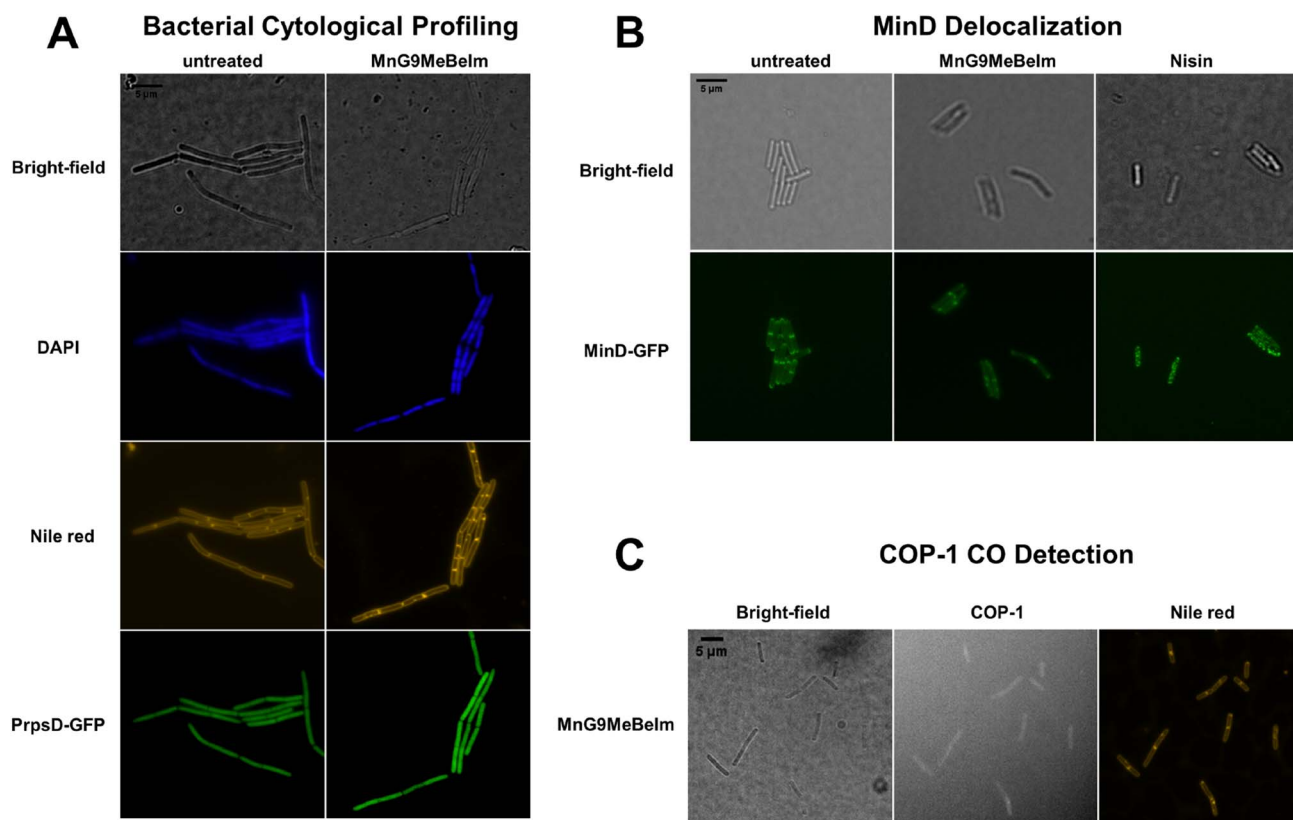 A Bacterial Cytological Profiling
untreated MnG9MeBeIm
5 µm
Bright-field
DAPI
Nile red
PrpsD-GFP
B MinD Delocalization
untreated MnG9MeBeIm Nisin
5 µm
Bright-field
MinD-GFP
C COP-1 CO Detection
Bright-field COP-1 Nile red
5 µm
MnG9MeBeIm